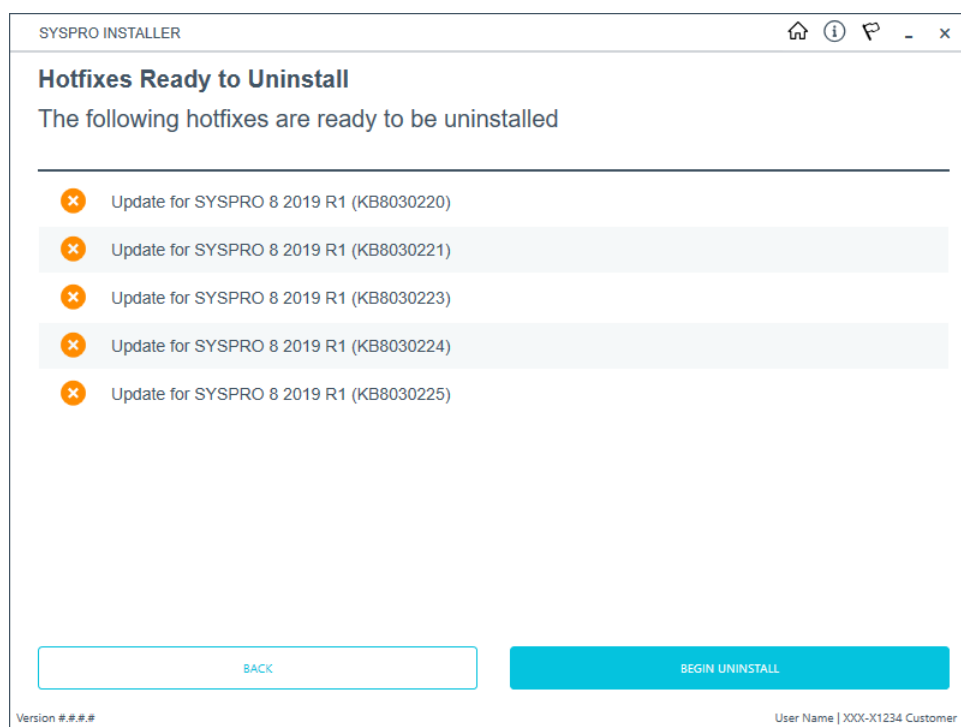 SYSPRO INSTALLER
Hotfixes Ready to Uninstall
The following hotfixes are ready to be uninstalled
Update for SYSPRO 8 2019 R1 (KB8030220)
Update for SYSPRO 8 2019 R1 (KB8030221)
Update for SYSPRO 8 2019 R1 (KB8030223)
Update for SYSPRO 8 2019 R1 (KB8030224)
Update for SYSPRO 8 2019 R1 (KB8030225)
BACK
BEGIN UNINSTALL
Version #.#.#.#
User Name | XXX-X1234 Customer